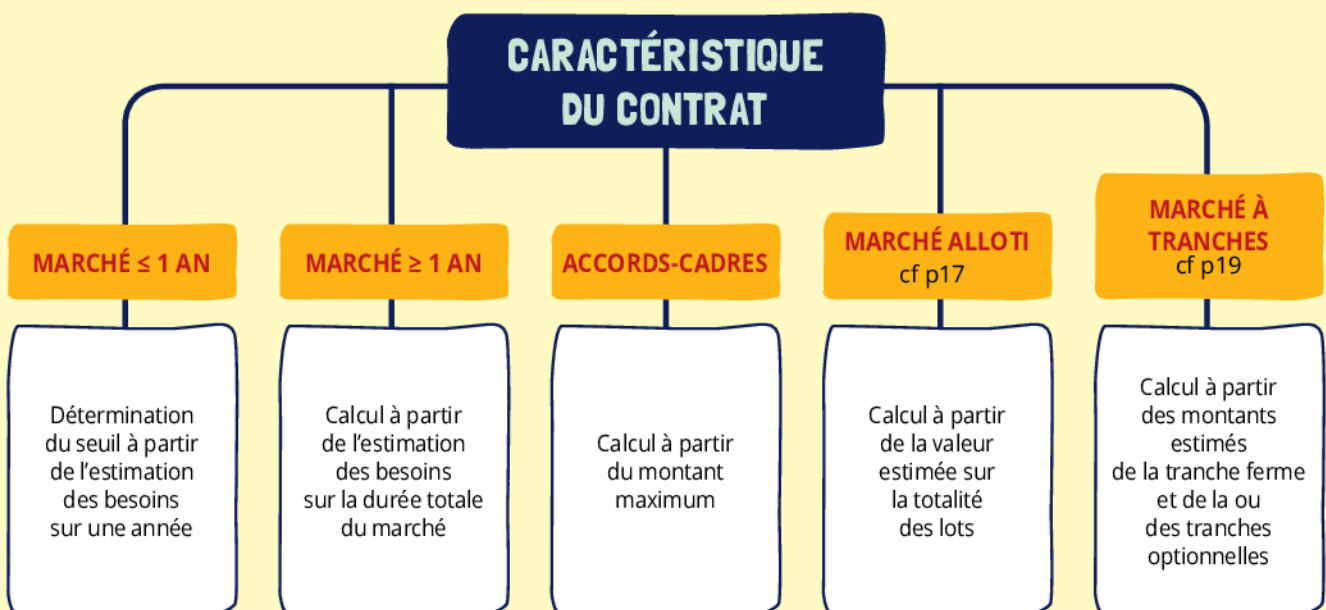 CARACTÉRISTIQUE
DU CONTRAT
MARCHÉ ≤ 1 AN
Détermination
du seuil à partir
de l'estimation
des besoins
sur une année
MARCHÉ ≥ 1 AN
Calcul à partir
de l'estimation
des besoins
sur la durée totale
du marché
ACCORDS-CADRES
Calcul à partir
du montant
maximum
MARCHÉ ALLOTI
cf p17
Calcul à partir
de la valeur
estimée sur
la totalité
des lots
MARCHÉ À
TRANCHES
cf p19
Calcul à partir
des montants
estimés
de la tranche ferme
et de la ou
des tranches
optionnelles